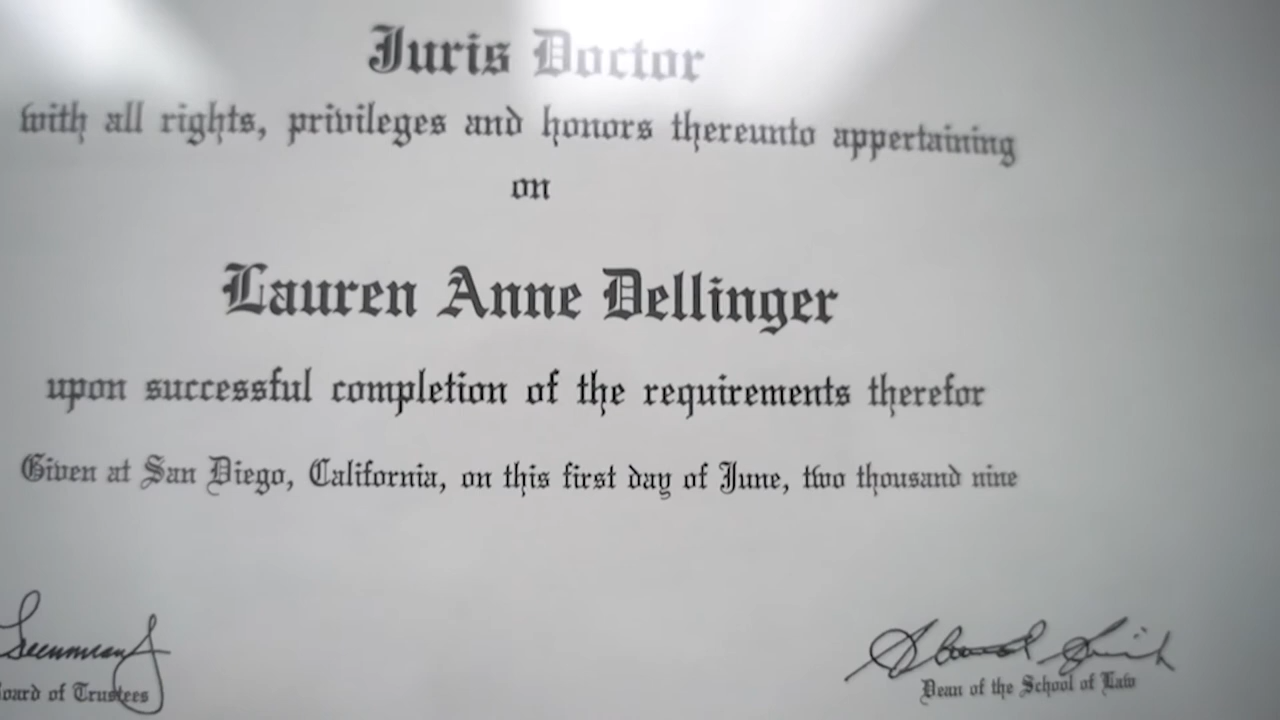 Juris Doctor
with all rights, privileges and honors thereunto appertaining
on
Lauren Anne Dellinger
upon successful completion of the requirements therefor
Given at San Diego, California, on this first day of June, two thousand nine
oard of Trustees
Dean of the School of Law